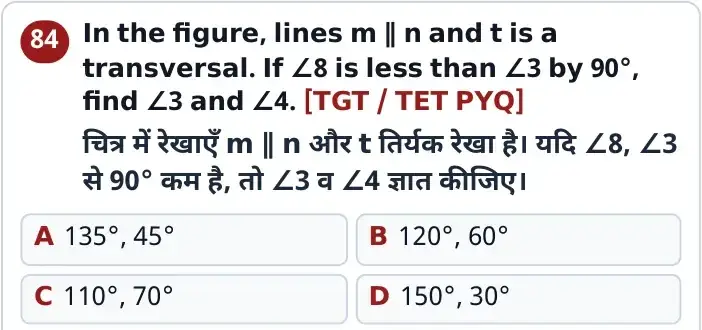 84 In the figure, lines m ∥ n and t is a
transversal. If ∠8 is less than ∠3 by 90°,
find ∠3 and ∠4. [TGT / TET PYQ]
चित्र में रेखाएँ m ∥ n और t तिर्यक रेखा है। यदि ∠8, ∠3
से 90° कम है, तो ∠3 व ∠4 ज्ञात कीजिए।
A 135°, 45°
B 120°, 60°
C 110°, 70°
D 150°, 30°